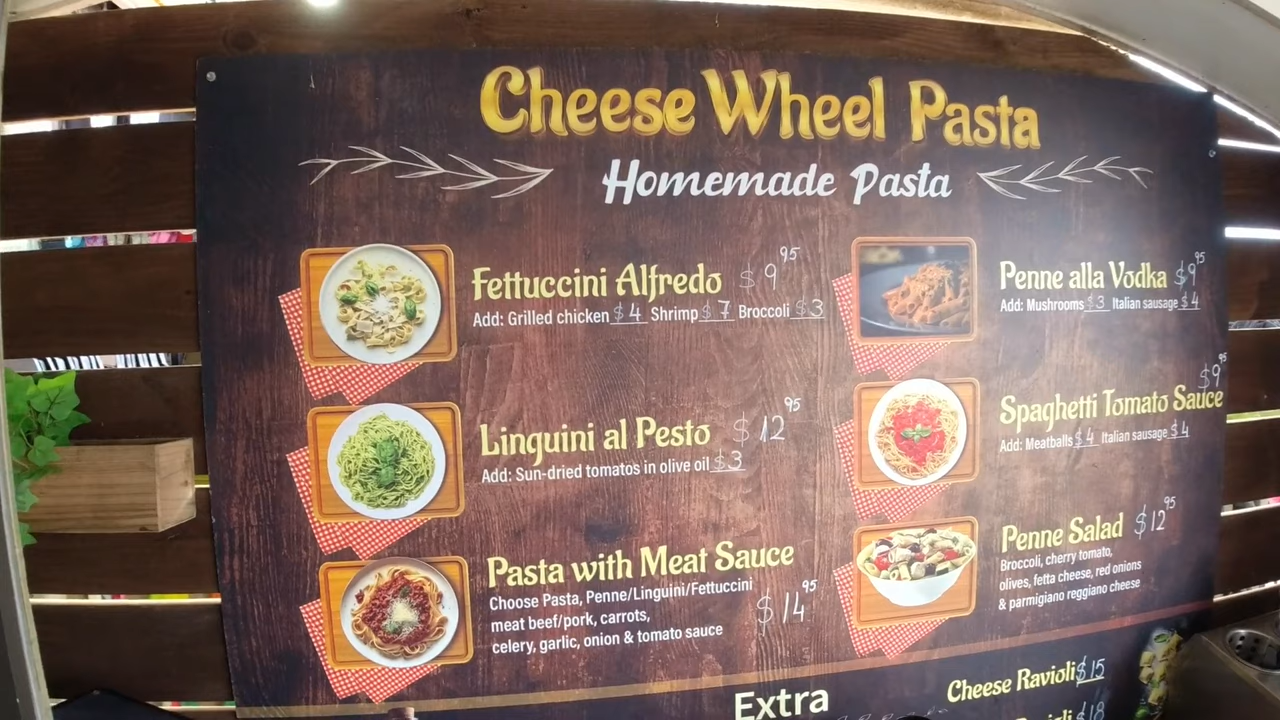 Cheese Wheel Pasta
Homemade Pasta
Fettuccini Alfredo $9.95
Add: Grilled chicken $4 Shrimp $7 Broccoli $3
Linguini al Pesto $12.95
Add: Sun-dried tomatos in olive oil $3
Pasta with Meat Sauce
Choose Pasta, Penne/Linguini/Fettuccini
meat beef/pork, carrots,
celery, garlic, onion & tomato sauce
$14.95
Penne alla Vodka $9.95
Add: Mushrooms $3 Italian sausage $4
$9.95
Spaghetti Tomato Sauce
Add: Meatballs $4 Italian sausage $4
Penne Salad $12.95
Broccoli, cherry tomato,
olives, fetta cheese, red onions
& parmigiano reggiano cheese
Extra
Cheese Ravioli $15
$18